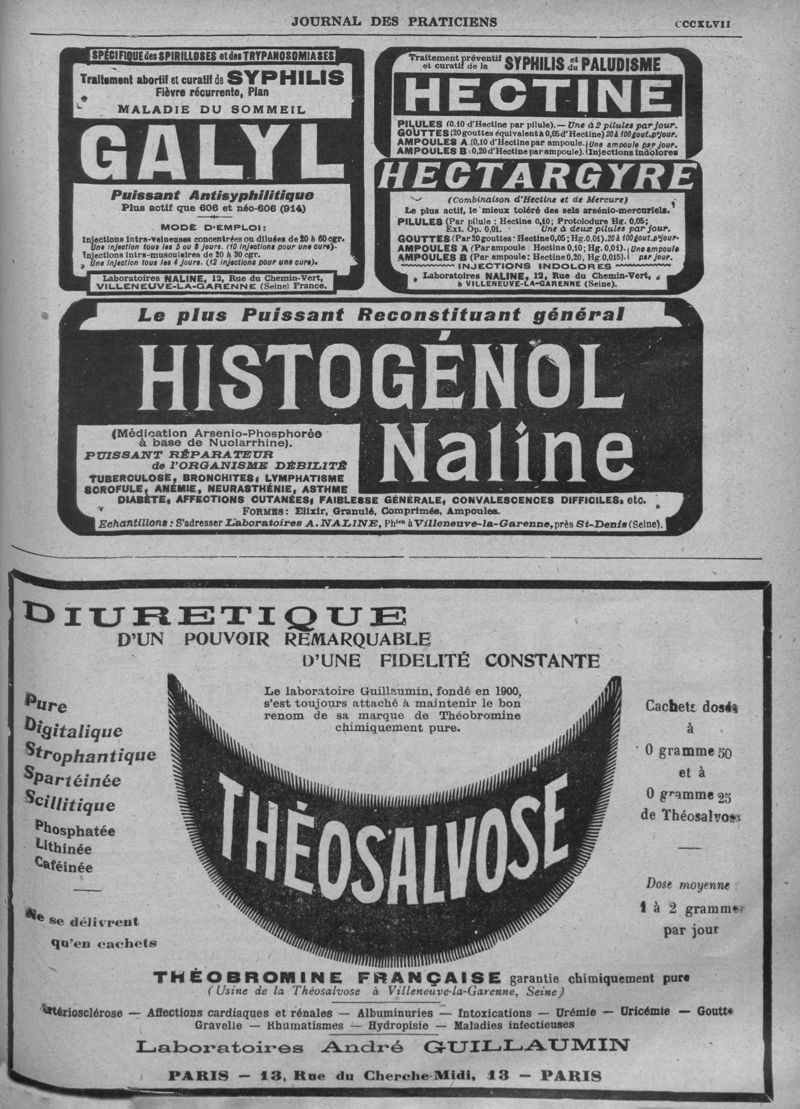 JOURNAL DES PRATICIENS
CCCXLVII
SPÉCIFIQUE des SPIRILLOSES et des TRYPANOSOMIASES
Traitement abortif et curatif de SYPHILIS
Fièvre récurrente, Pian
MALADIE DU SOMMEIL
GALYL
Puissant Antisyphilitique
Plus actif que 606 et néo-606 (914)
MODE D'EMPLOI:
Injections intra-veineuses concentrées ou diluées de 20 à 60 cgr.
Une injection tous les 5 ou 8 jours. (10 injections pour une cure).
Injections intra-musculaires de 20 à 30 cgr.
Une injection tous les 4 jours. (12 injections pour une cure).
Laboratoires NALINE, 12, Rue du Chemin-Vert,
VILLENEUVE-LA-GARENNE (Seine) France.
Traitement préventif et curatif de la SYPHILIS et du PALUDISME
HECTINE
PILULES (0.10 d'Hectine par pilule). — Une à 2 pilules par jour.
GOUTTES (20 gouttes équivalent à 0,05 d'Hectine) 20 à 100 gout. p. jour.
AMPOULES A (0,10 d'Hectine par ampoule.) Une ampoule par jour.
AMPOULES B (0,20 d'Hectine par ampoule). (Injections indolores
HECTARGYRE
(Combinaison d'Hectine et de Mercure)
Le plus actif, le mieux toléré des sels arsénio-mercuriels.
PILULES (Par pilule : Hectine 0,10; Protoiodure Hg. 0,05;
Ext. Op. 0,01. Une à deux pilules par jour.
GOUTTES (Par 20 gouttes : Hectine 0,05; Hg. 0,01). 20 à 100 gout. p. jour.
AMPOULES A (Par ampoule : Hectine 0,10; Hg. 0,01). Une ampoule
AMPOULES B (Par ampoule : Hectine 0,20, Hg. 0,015). par jour.
INJECTIONS INDOLORES
Laboratoires NALINE, 12, Rue du Chemin-Vert,
à VILLENEUVE-LA-GARENNE (Seine).
Le plus Puissant Reconstituant général
HISTOGÉNOL
Naline
(Médication Arsenio-Phosphorée
à base de Nuclarrhine).
PUISSANT RÉPARATEUR
de l'ORGANISME DÉBILITÉ
TUBERCULOSE, BRONCHITES, LYMPHATISME
SCROFULE, ANÉMIE, NEURASTHÉNIE, ASTHME
DIABÈTE, AFFECTIONS CUTANÉES, FAIBLESSE GÉNÉRALE, CONVALESCENCES DIFFICILES, etc.
FORMES : Elixir, Granulé, Comprimés, Ampoules.
Echantillons : S'adresser Laboratoires A. NALINE, Phien à Villeneuve-la-Garenne, près St-Denis (Seine).
DIURETIQUE
D'UN POUVOIR REMARQUABLE
D'UNE FIDELITÉ CONSTANTE
Le laboratoire Guillaumin, fondé en 1900,
s'est toujours attaché à maintenir le bon
renom de sa marque de Théobromine
chimiquement pure.
Pure
Digitalique
Strophantique
Spartéinée
Scillitique
Phosphatée
Lithinée
Caféinée
Ne se délivrent
qu'en cachets
THÉOSALVOSE
Cachets dosés
à
0 gramme 50
et à
0 gramme 25
de Théosalvose
Dose moyenne
1 à 2 grammes
par jour
THÉOBROMINE FRANÇAISE garantie chimiquement pure
(Usine de la Théosalvose à Villeneuve-la-Garenne, Seine)
Artériosclérose — Affections cardiaques et rénales — Albuminuries — Intoxications — Urémie — Uricémie — Goutte
Gravelle — Rhumatismes — Hydropisie — Maladies infectieuses
Laboratoires André GUILLAUMIN
PARIS — 13, Rue du Cherche-Midi, 13 — PARIS